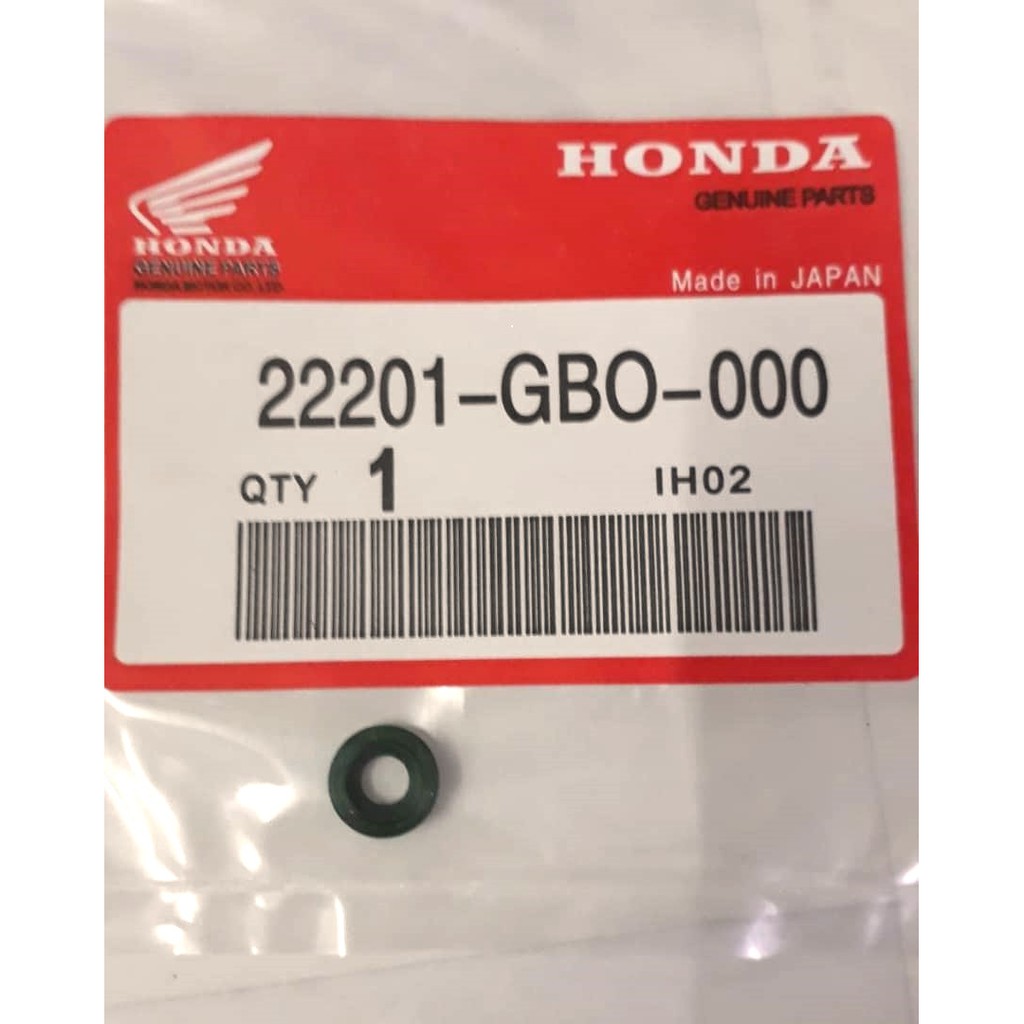 HONDA
GENUINE PARTS
HONDA MOTOR CO. LTD
HONDA
GENUINE PARTS
Made in JAPAN
22201-GBO-000
QTY 1 IH02